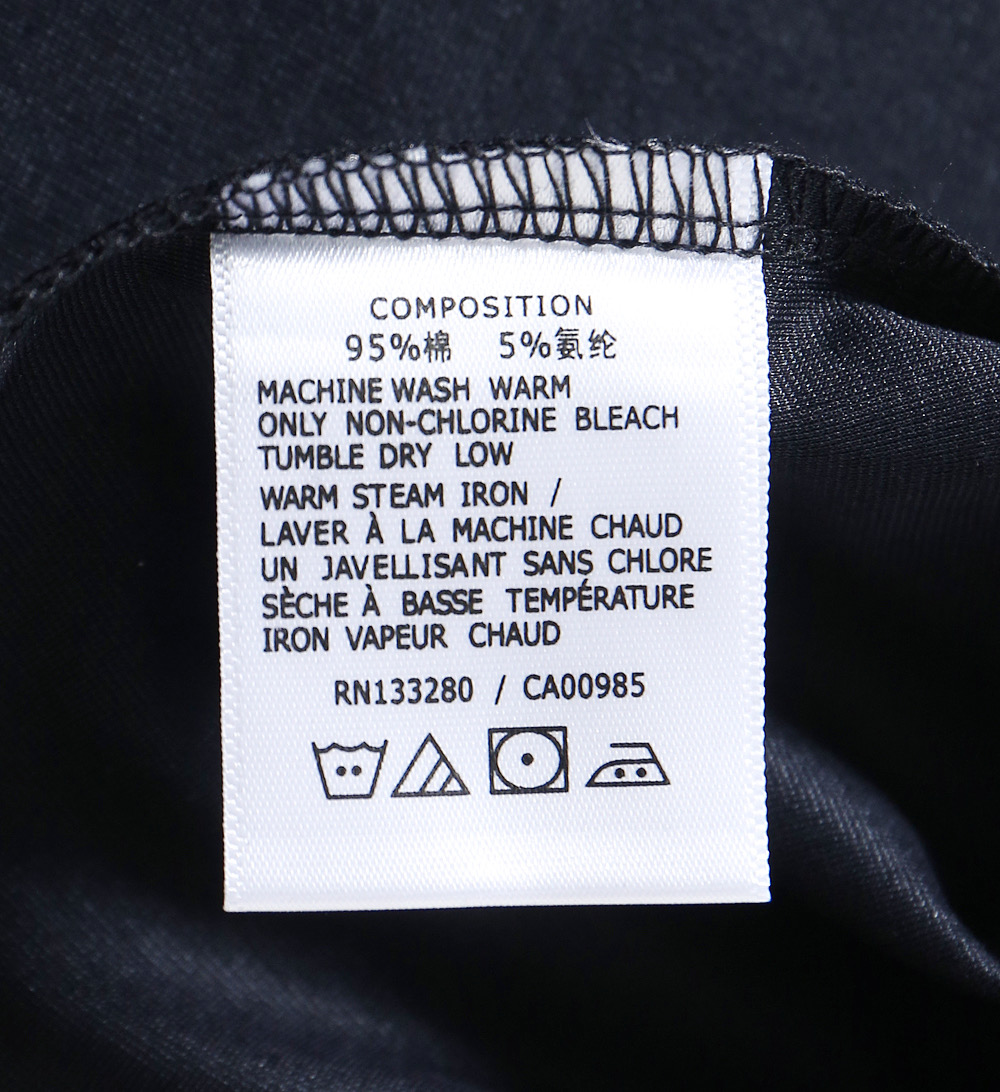 COMPOSITION
95%棉 5%氨纶
MACHINE WASH WARM
ONLY NON-CHLORINE BLEACH
TUMBLE DRY LOW
WARM STEAM IRON /
LAVER À LA MACHINE CHAUD
UN JAVELLISANT SANS CHLORE
SÈCHE À BASSE TEMPÉRATURE
IRON VAPEUR CHAUD
RN133280 / CA00985